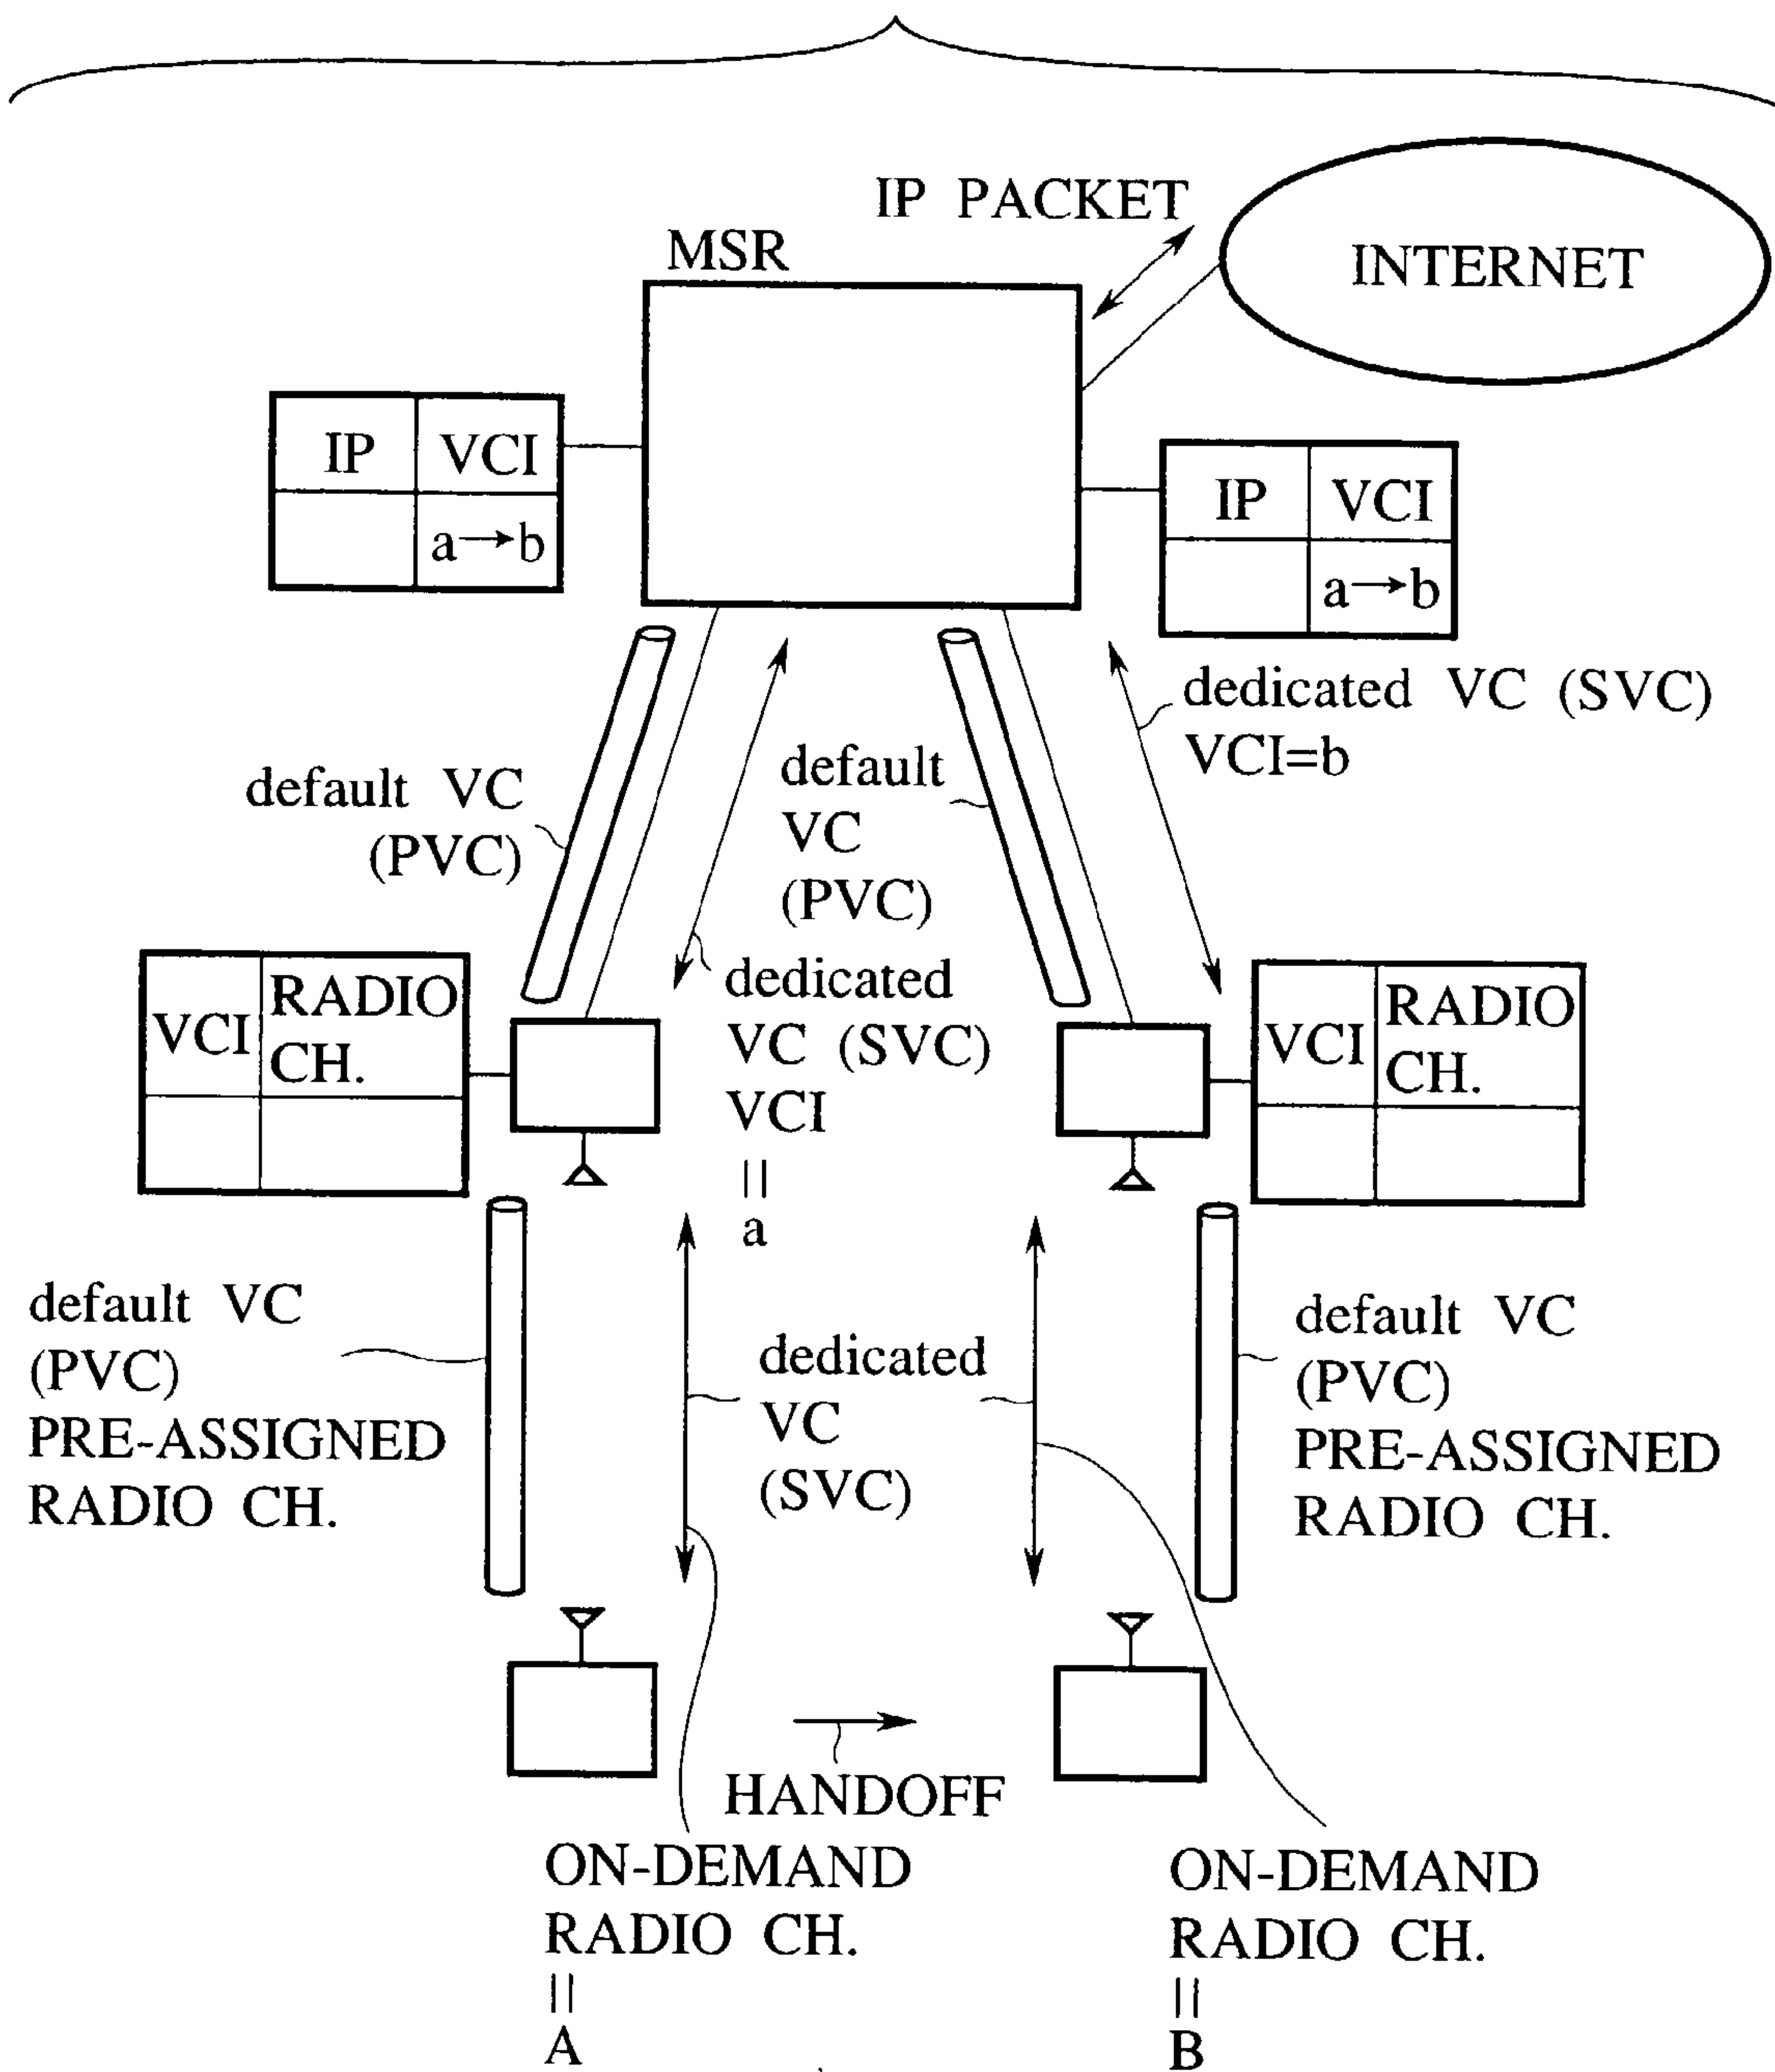 IP PACKET
INTERNET
MSR
IP VCI
a→b
IP VCI
a→b
dedicated VC (SVC)
VCI=b
default VC
(PVC)
default
VC
(PVC)
dedicated
VC (SVC)
VCI
=
a
VCI RADIO
CH.
VCI RADIO
CH.
default VC
(PVC)
PRE-ASSIGNED
RADIO CH.
dedicated
VC
(SVC)
default VC
(PVC)
PRE-ASSIGNED
RADIO CH.
HANDOFF
ON-DEMAND
RADIO CH.
=
A
ON-DEMAND
RADIO CH.
=
B